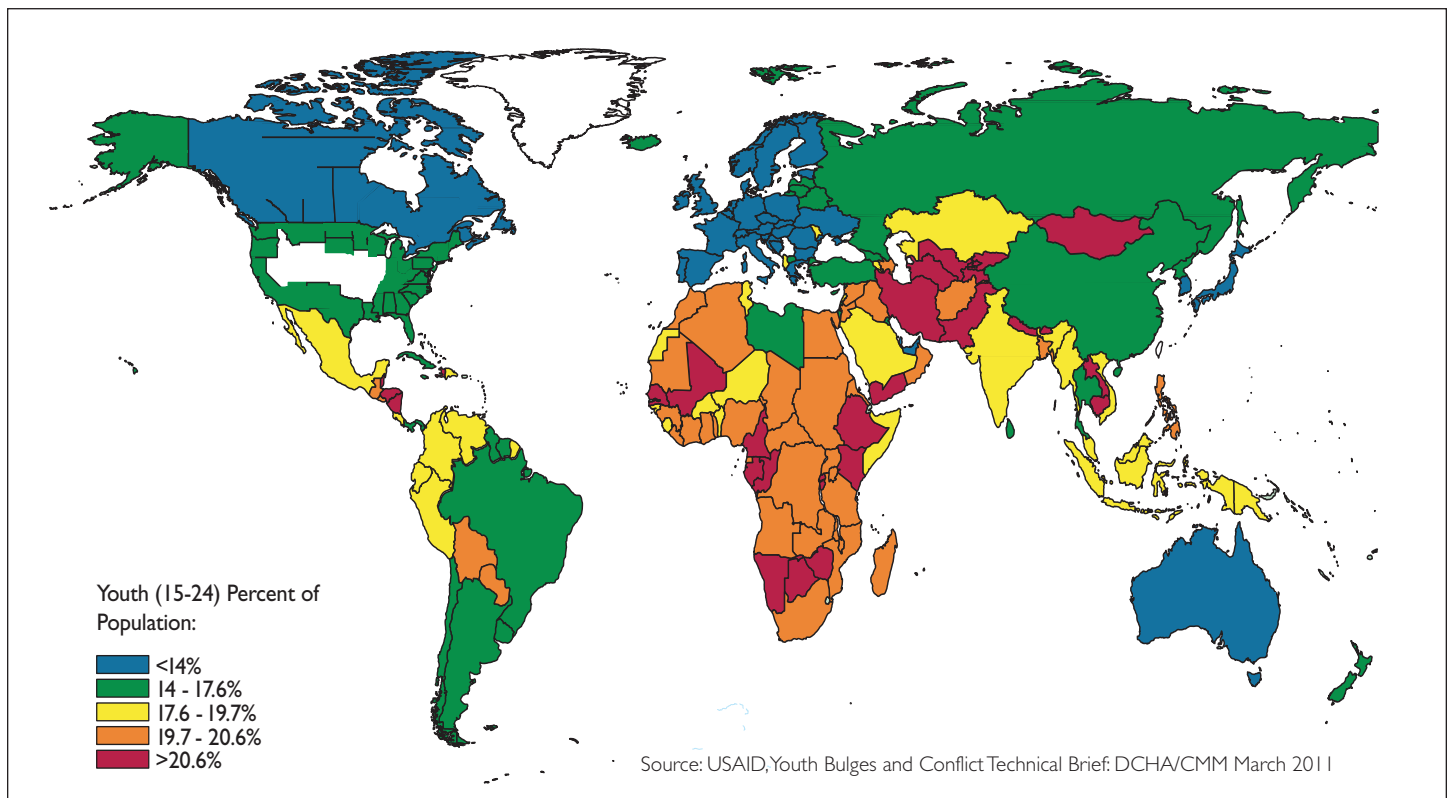 Youth (15-24) Percent of
Population:
<14%
14 - 17.6%
17.6 - 19.7%
19.7 - 20.6%
>20.6%
Source: USAID, Youth Bulges and Conflict Technical Brief: DCHA/CMM March 2011